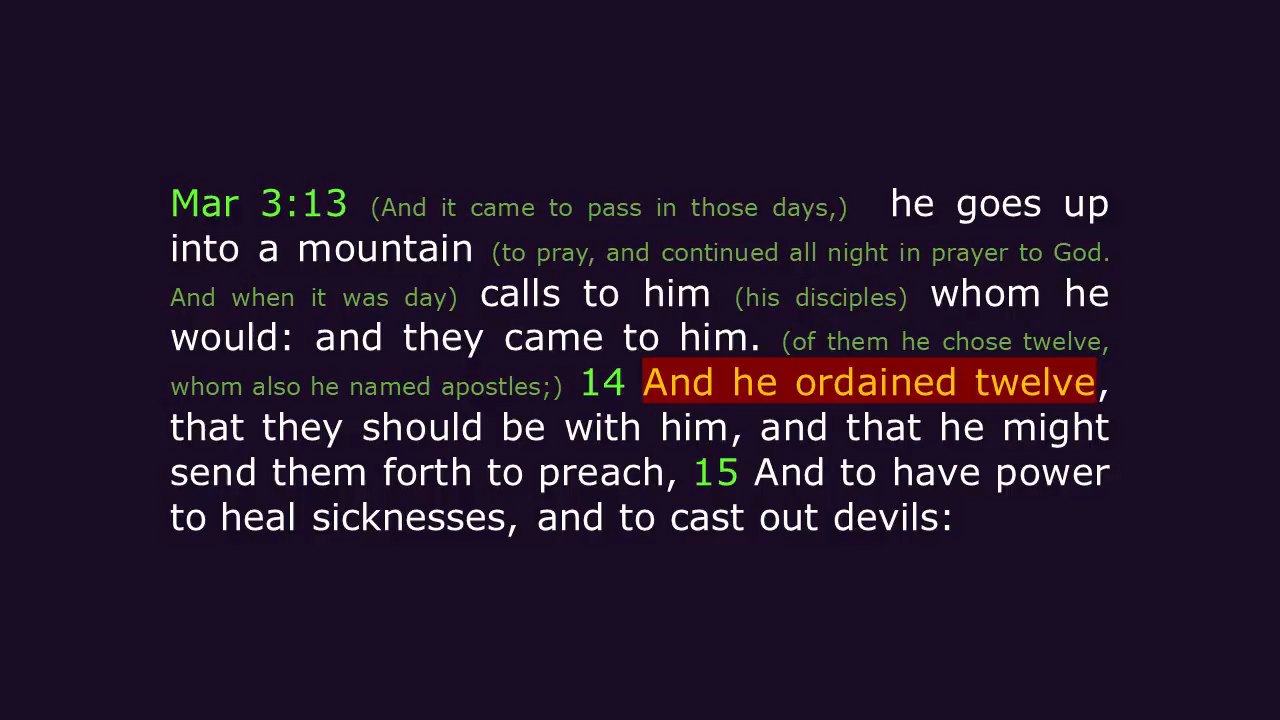 Mar 3:13 (And it came to pass in those days,) he goes up
into a mountain (to pray, and continued all night in prayer to God.
And when it was day) calls to him (his disciples) whom he
would: and they came to him. (of them he chose twelve,
whom also he named apostles;) 14 And he ordained twelve,
that they should be with him, and that he might
send them forth to preach, 15 And to have power
to heal sicknesses, and to cast out devils: